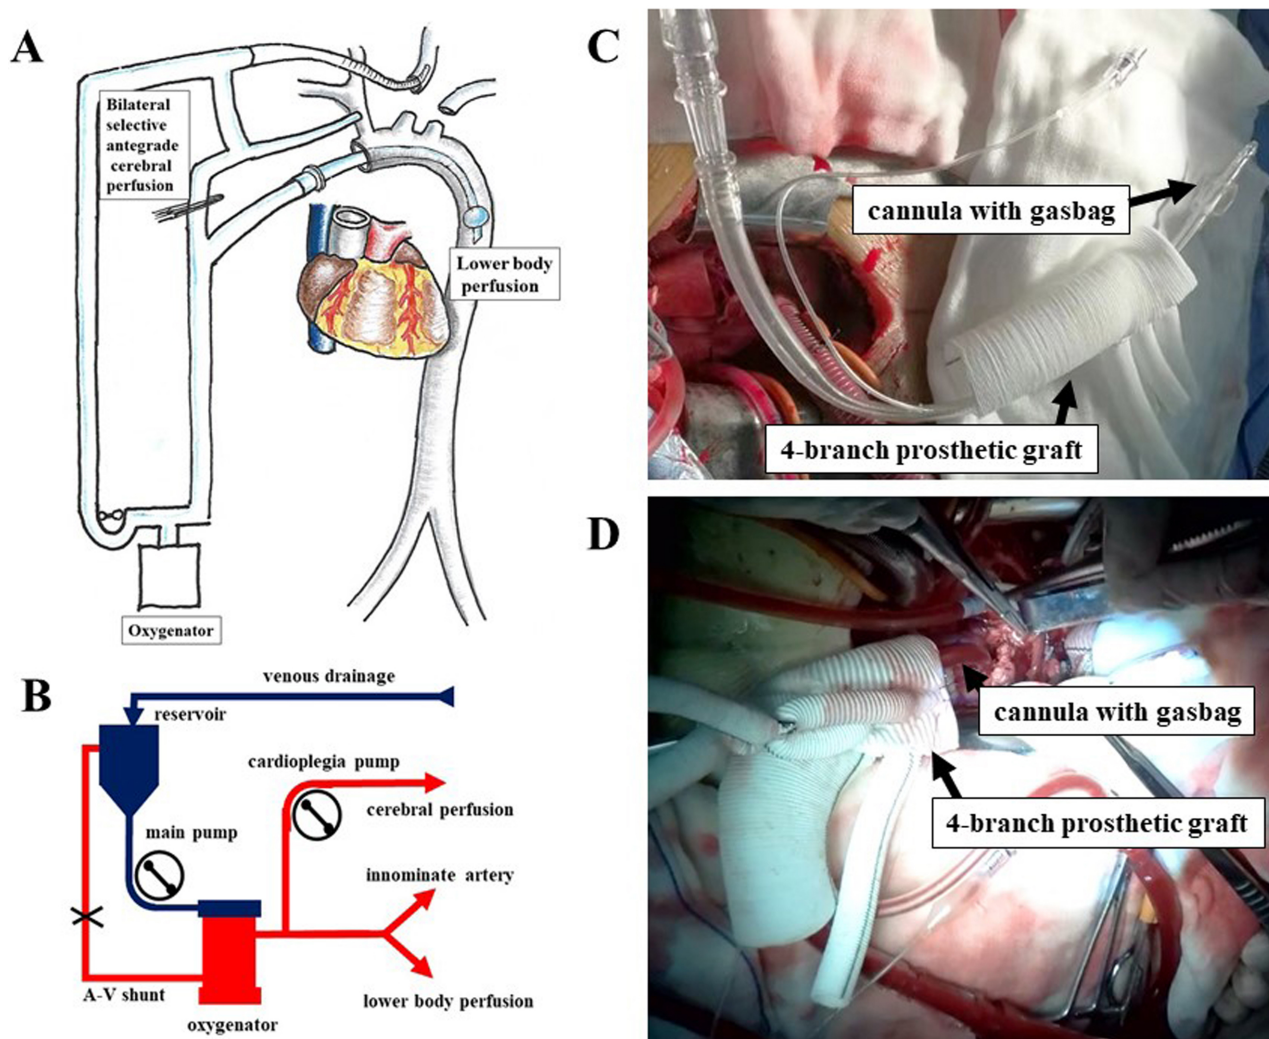 A
Bilateral
selective
antegrade
cerebral
perfusion
Lower body
perfusion
Oxygenator
B
venous drainage
reservoir
cardioplegia pump
cerebral perfusion
main pump
innominate artery
A-V shunt
lower body perfusion
oxygenator
C
cannula with gasbag
4-branch prosthetic graft
D
cannula with gasbag
4-branch prosthetic graft